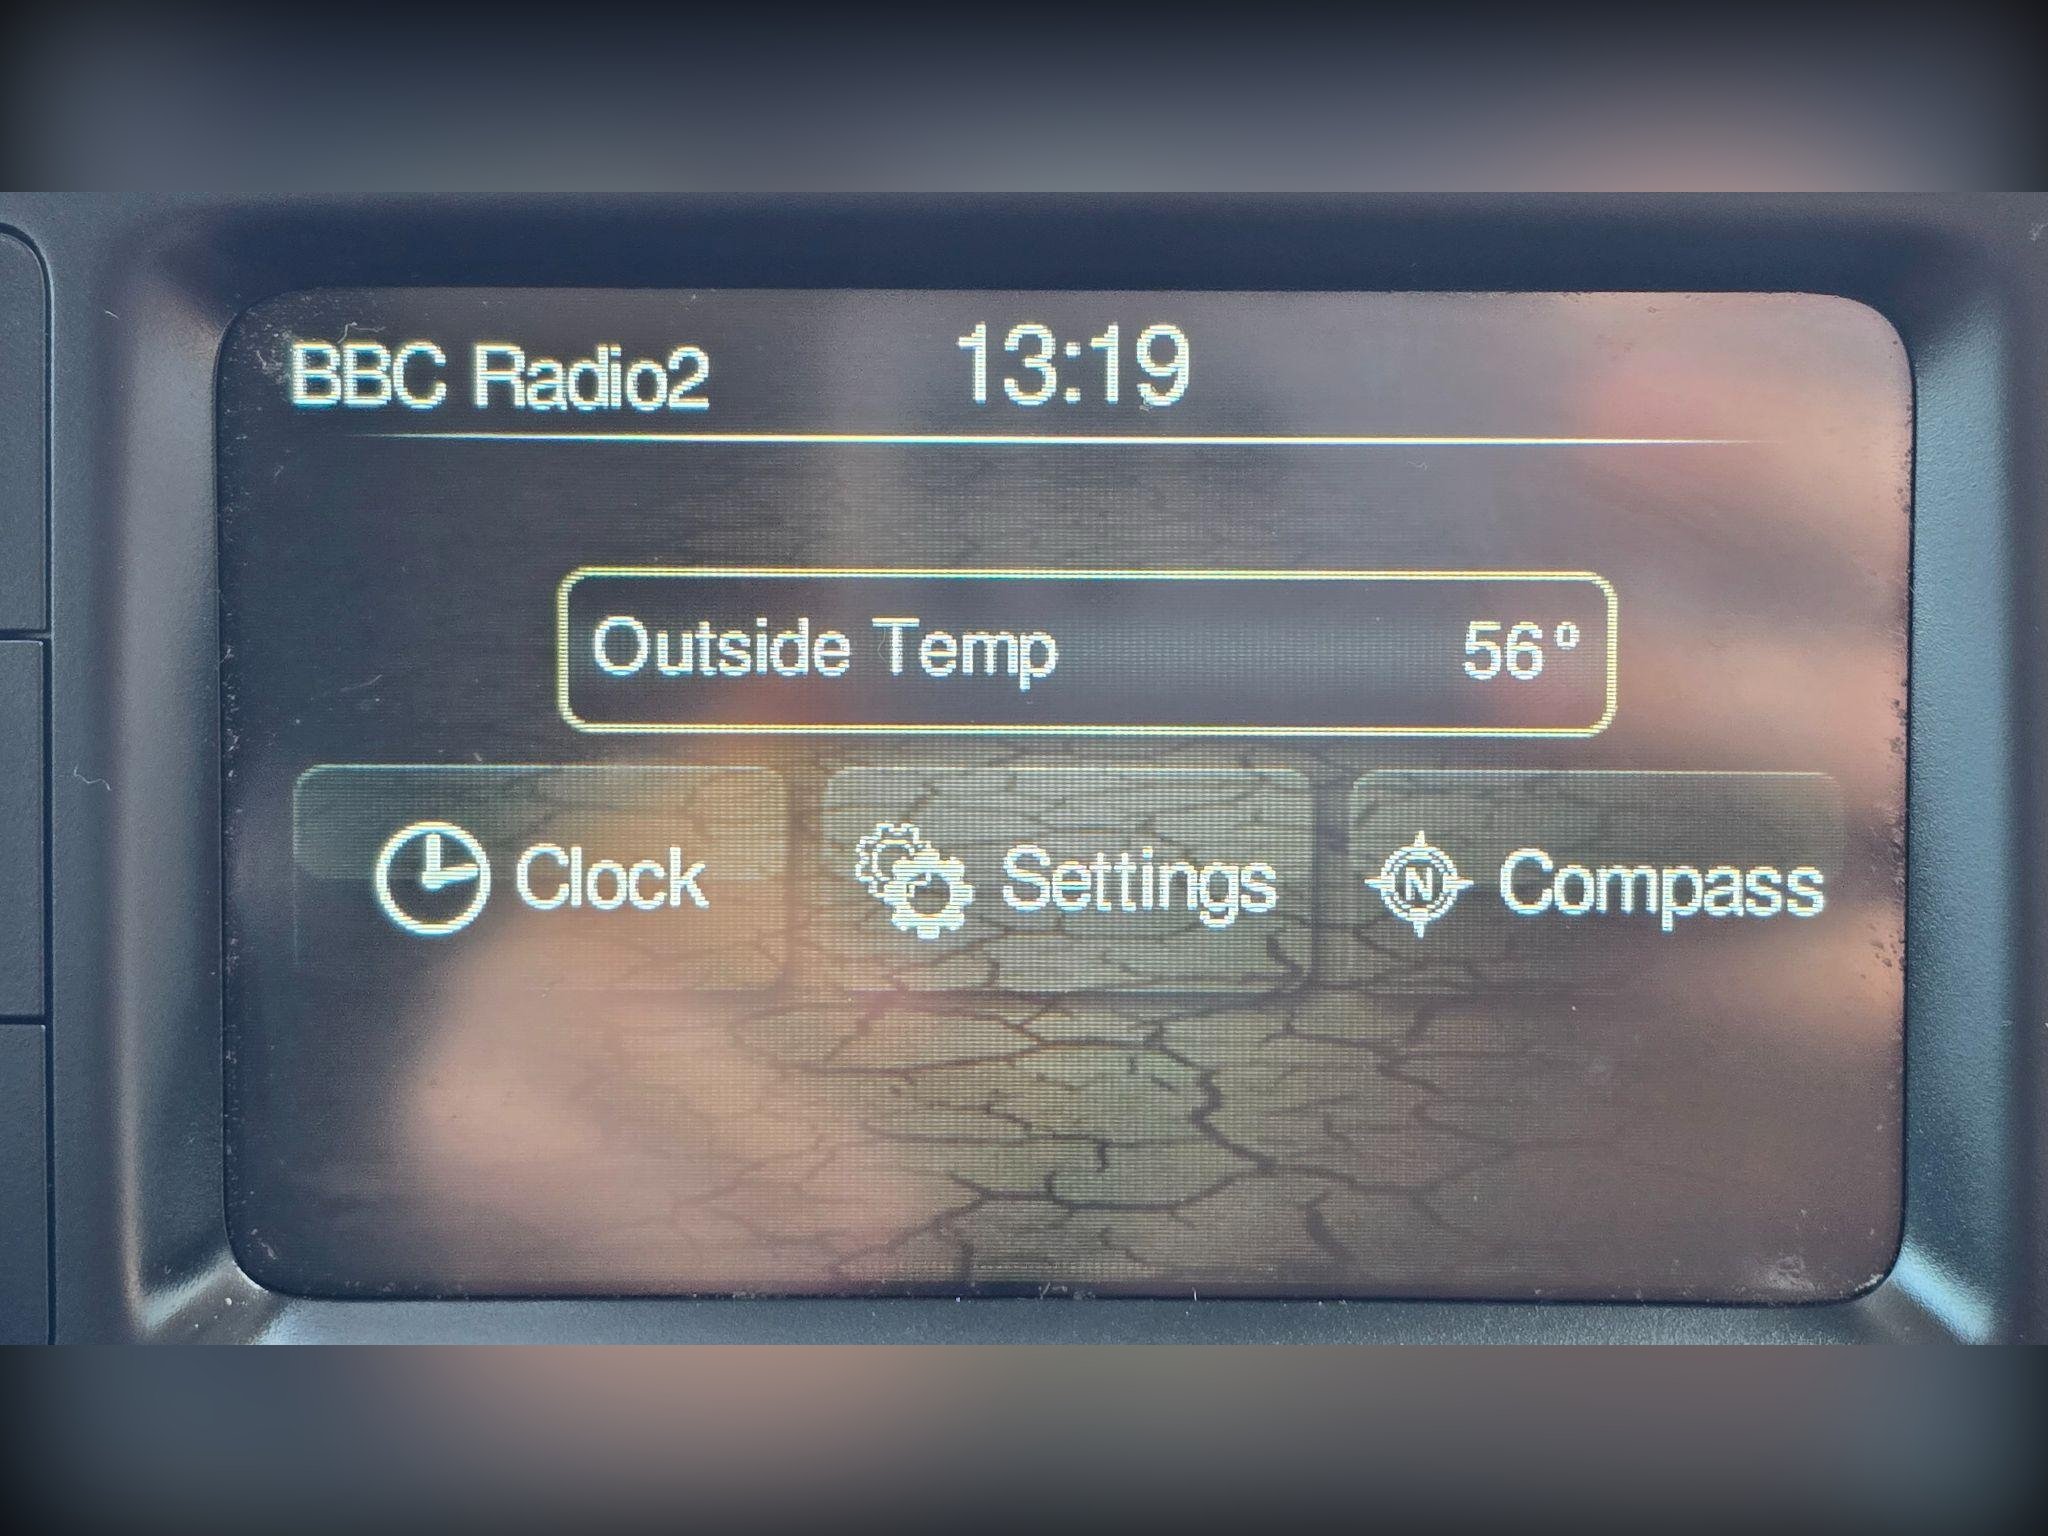 BBC Radio2 13:19
Outside Temp 56°
Clock Settings N Compass